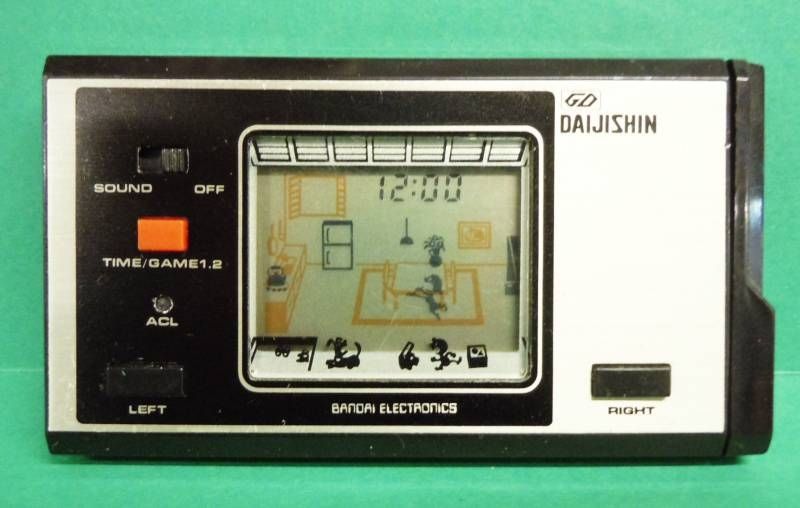 GD
DAIJISHIN
12:00
SOUND OFF
TIME/GAME1.2
ACL
LEFT
RIGHT
BANDAI ELECTRONICS